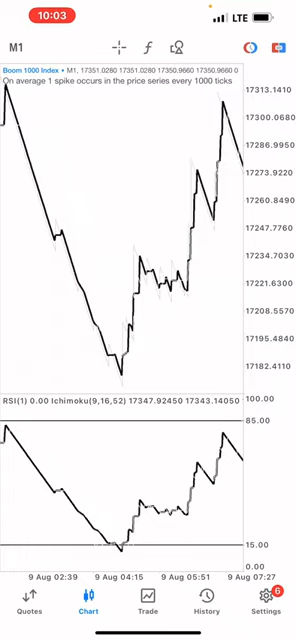 10:03
LTE
M1
Boom 1000 Index • M1, 17351.0280 17351.0280 17350.9660 17350.9660 0
On average 1 spike occurs in the price series every 1000 ticks
17313.1410
17300.0680
17286.9950
17273.9220
17260.8490
17247.7760
17234.7030
17221.6300
17208.5570
17195.4840
17182.4110
RSI(1) 0.00 Ichimoku(9,16,52) 17347.92450 17343.14050
100.00
85.00
15.00
0.00
9 Aug 02:39 9 Aug 04:15 9 Aug 05:51 9 Aug 07:27
6
Quotes Chart Trade History Settings